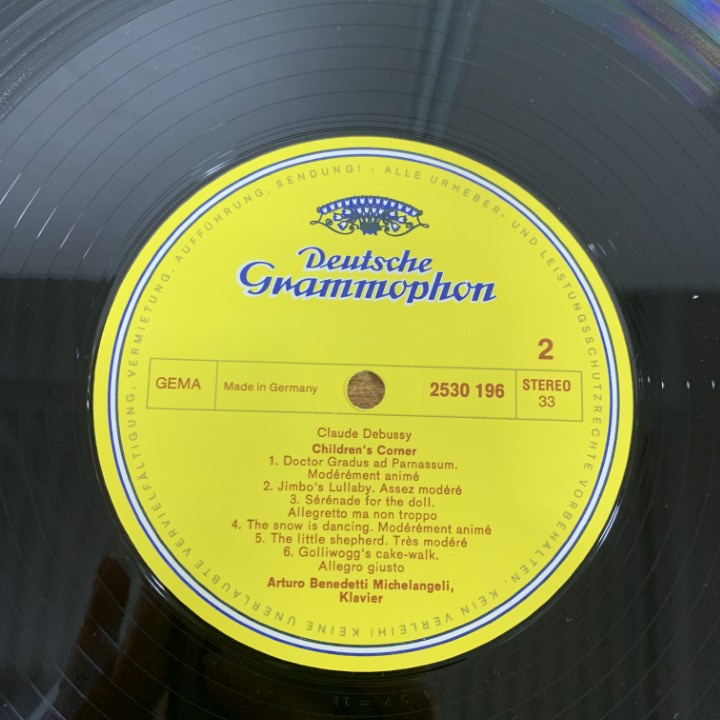 ALLE URHEBER- UND LEISTUNGSSCHUTZRECHTE VORBEHALTEN. KEIN VERLEIH! KEINE UNERLAUBTE VERVIELFÄLTIGUNG, VERMIETUNG, AUFFÜHRUNG, SENDUNG! ·
Deutsche
Grammophon
2
GEMA
Made in Germany
2530 196
STEREO
33
Claude Debussy
Children's Corner
1. Doctor Gradus ad Parnassum.
Modérément animé
2. Jimbo's Lullaby. Assez modéré
3. Sérénade for the doll.
Allegretto ma non troppo
4. The snow is dancing. Modérément animé
5. The little shepherd. Très modéré
6. Golliwogg's cake-walk.
Allegro giusto
Arturo Benedetti Michelangeli,
Klavier